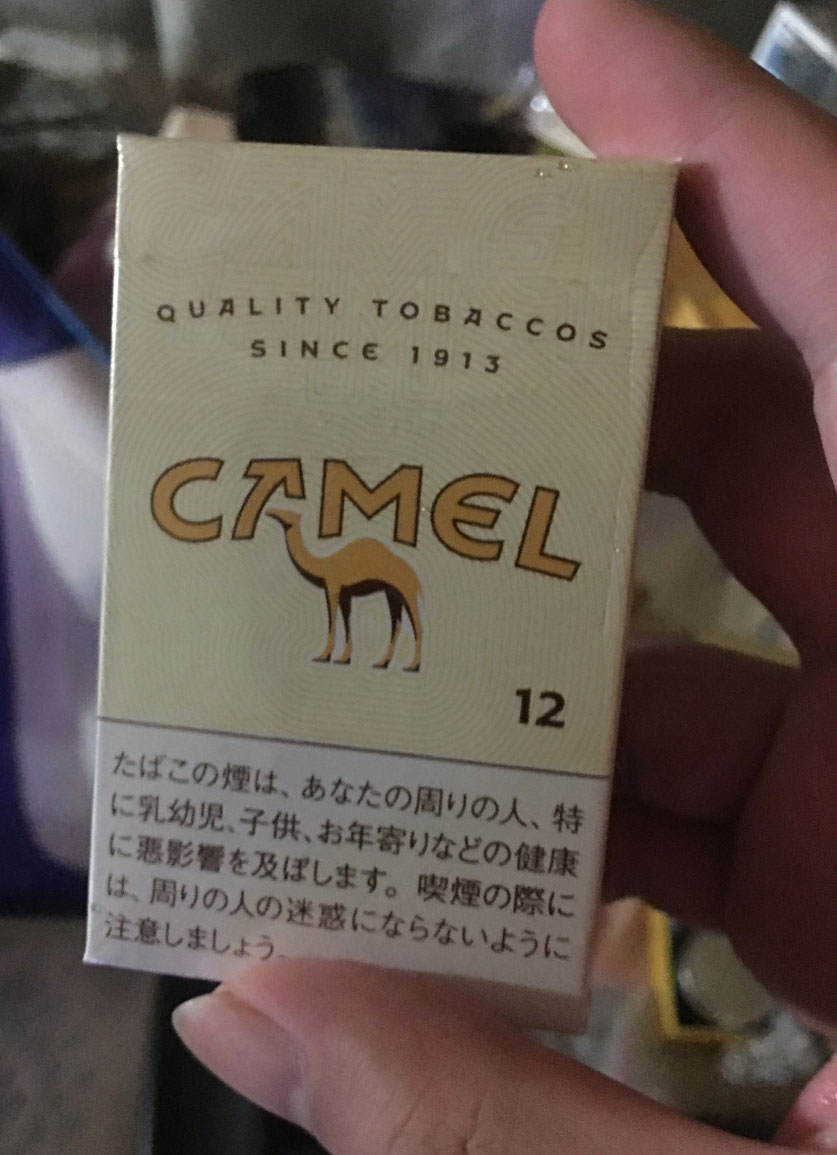 QUALITY TOBACCOS
SINCE 1913
CAMEL
12
たばこの煙は、あなたの周りの人、特
に乳幼児、子供、お年寄りなどの健康
に悪影響を及ぼします。喫煙の際に
は、周りの人の迷惑にならないように
注意しましょう。